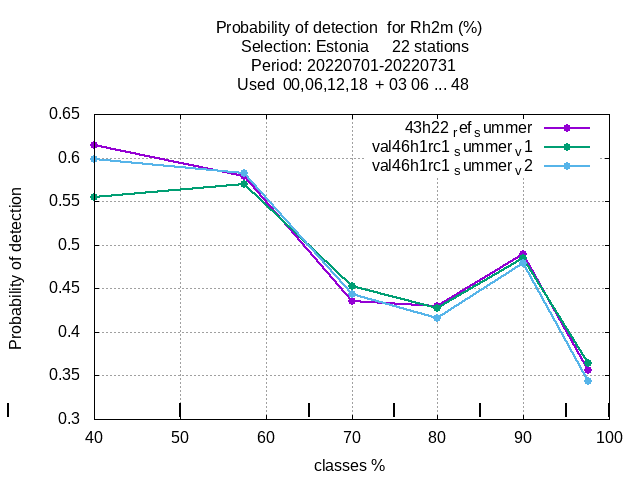 Probability of detection  for Rh2m (%)
Selection: Estonia     22 stations
Period: 20220701-20220731
Used  00,06,12,18  + 03 06 ... 48
0.65
0.6
0.55
0.5
0.45
0.4
0.35
0.3
Probability of detection
43h22 ref summer
val46h1rc1 summer v1
val46h1rc1 summer v2
40 50 60 70 80 90 100
classes %